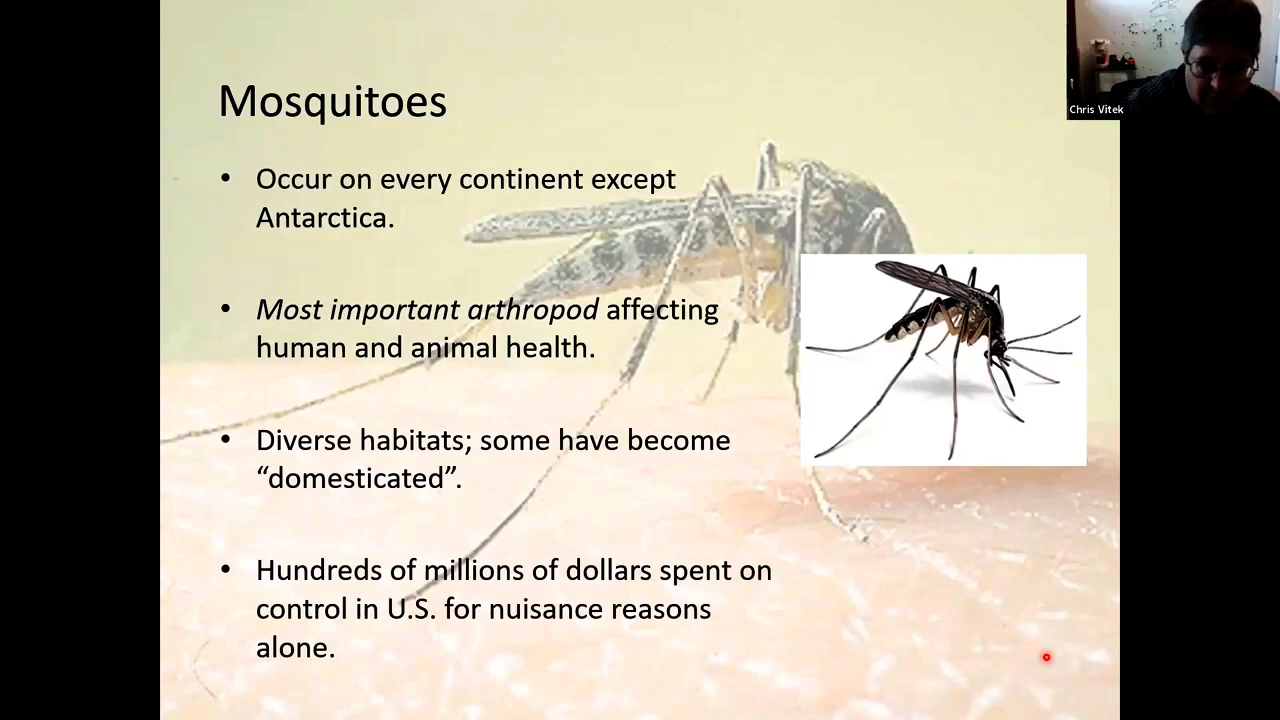 Chris Vitek
Mosquitoes
• Occur on every continent except
Antarctica.
• Most important arthropod affecting
human and animal health.
• Diverse habitats; some have become
“domesticated”.
• Hundreds of millions of dollars spent on
control in U.S. for nuisance reasons
alone.